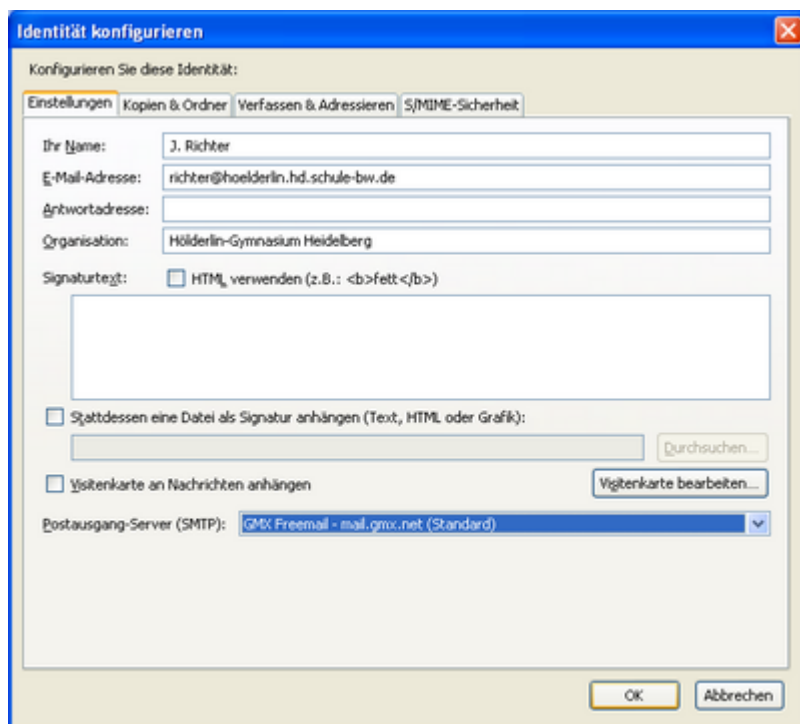 Identität konfigurieren
Konfigurieren Sie diese Identität:
Einstellungen Kopien & Ordner Verfassen & Adressieren S/MIME-Sicherheit
Ihr Name: J. Richter
E-Mail-Adresse: richter@hoelderlin.hd.schule-bw.de
Antwortadresse:
Organisation: Hölderlin-Gymnasium Heidelberg
Signaturtext: HTML verwenden (z.B.: <b>fett</b>)
Stattdessen eine Datei als Signatur anhängen (Text, HTML oder Grafik):
Durchsuchen...
Visitenkarte an Nachrichten anhängen Visitenkarte bearbeiten...
Postausgang-Server (SMTP): GMX Freemail - mail.gmx.net (Standard)
OK Abbrechen